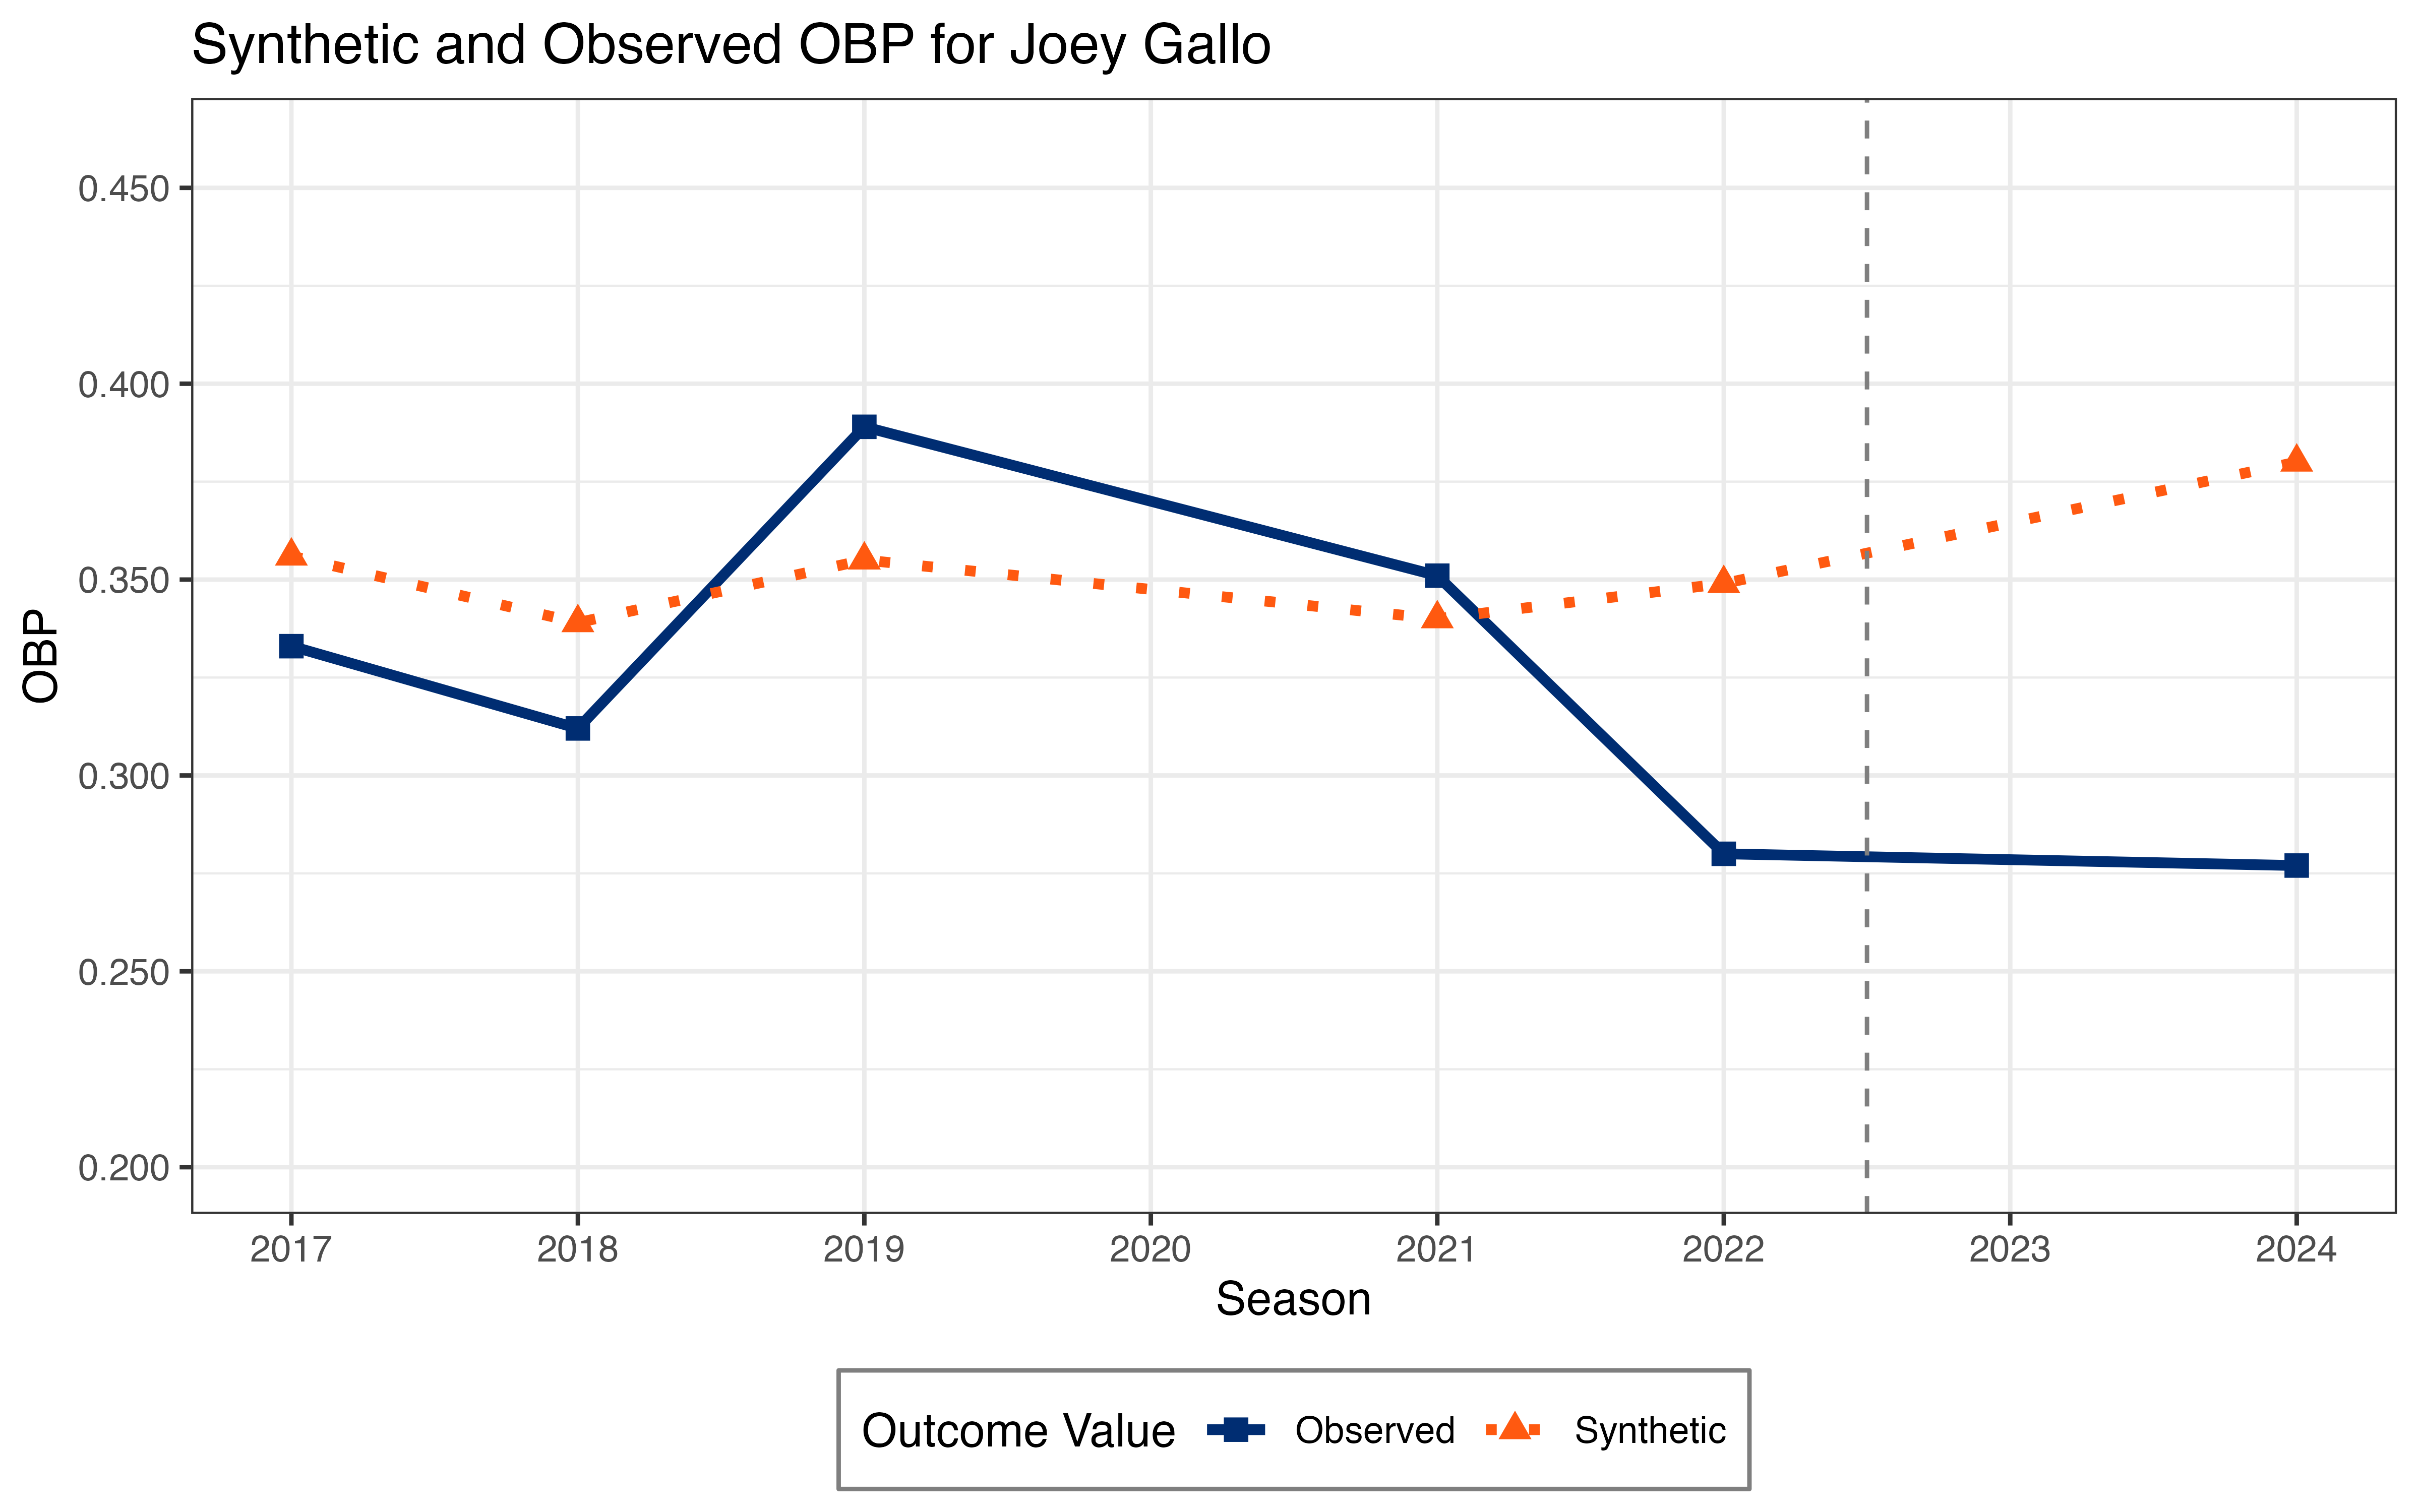 Synthetic and Observed OBP for Joey Gallo
0.450
0.400
0.350
0.300
0.250
0.200
OBP
2017 2018 2019 2020 2021 2022 2023 2024
Season
Outcome Value Observed Synthetic